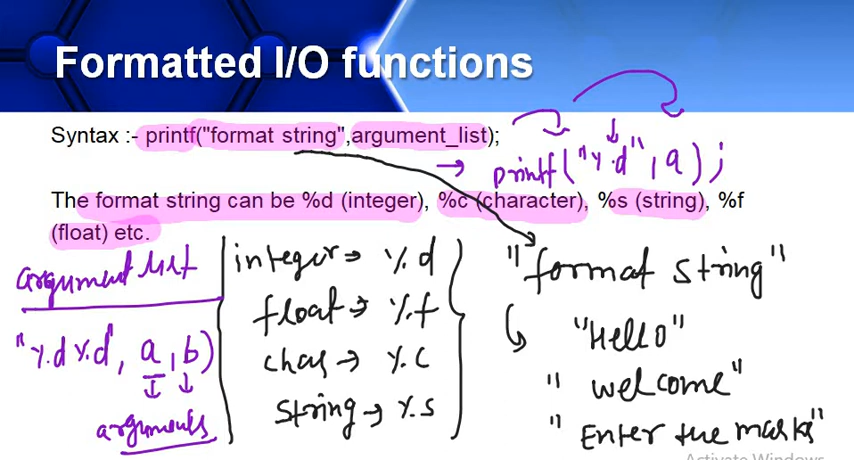 Formatted I/O functions
Syntax :- printf("format string",argument_list);
→ printf("%d", a);
The format string can be %d (integer), %c (character), %s (string), %f
(float) etc.
argument list
"%d %d", a, b)
arguments
integer→ %d
float→ %f
char→ %c
string→ %s
"format string"
"Hello"
"welcome"
"Enter the marks"
Activate Windows